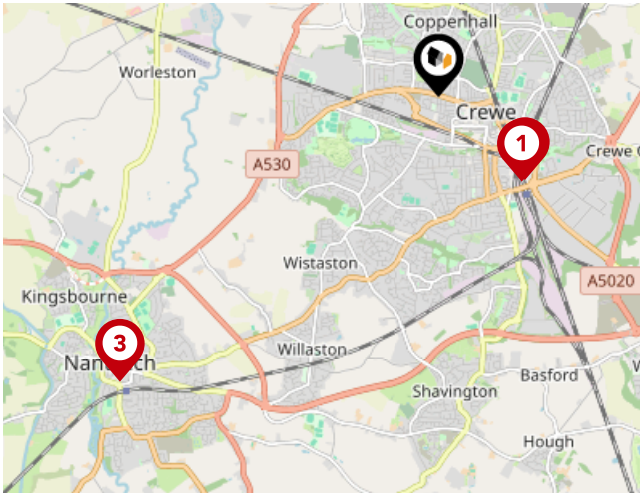 Coppenhall
Worleston
Crewe
1
Crewe
A530
Wistaston
A5020
Kingsbourne
3
Willaston
Basford
Shavington
Hough